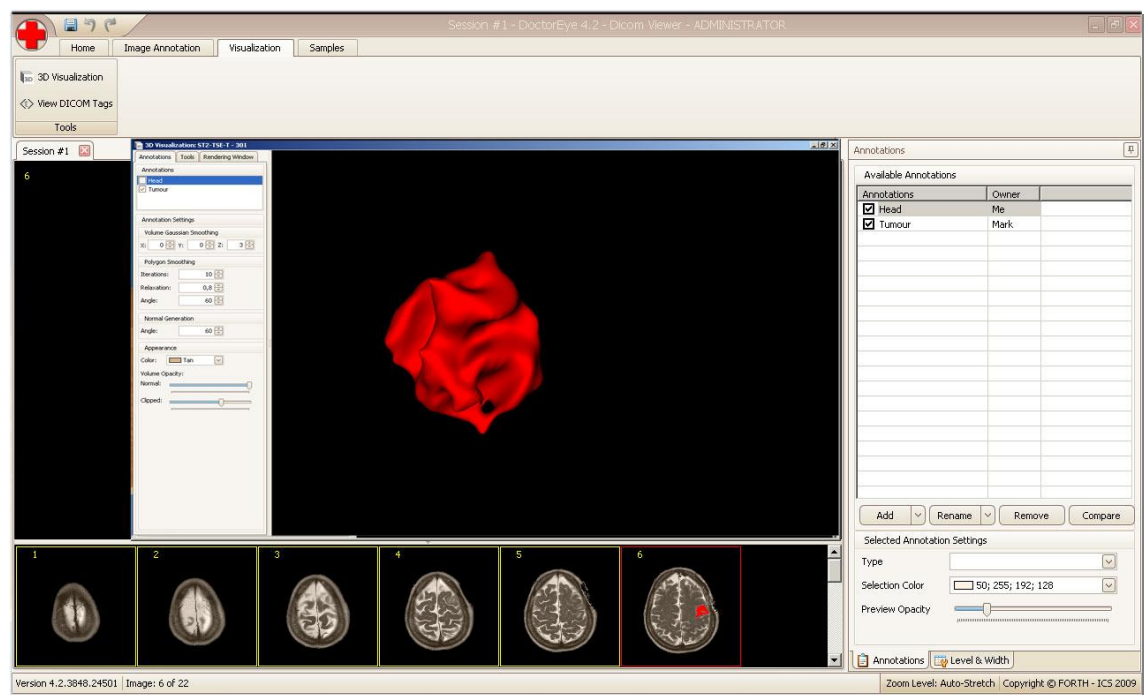 Session #1 - DoctorEye 4.2 - Dicom Viewer - ADMINISTRATOR
Home Image Annotation Visualization Samples
3D 3D Visualization
View DICOM Tags
Tools
Session #1
6
3D Visualization: ST2-TSE-T - 301
Annotations Tools Rendering Window
Annotations
Head
Tumour
Annotation Settings
Volume Gaussian Smoothing
X: 0 Y: 0 Z: 3
Polygon Smoothing
Iterations: 10
Relaxation: 0,8
Angle: 60
Normal Generation
Angle: 60
Appearance
Color: Tan
Volume Opacity:
Normal:
Clipped:
Annotations
Available Annotations
Annotations Owner
Head Me
Tumour Mark
Add Rename Remove Compare
Selected Annotation Settings
Type
Selection Color 50; 255; 192; 128
Preview Opacity
Annotations Level & Width
1 2 3 4 5 6
Version 4.2.3848.24501 Image: 6 of 22
Zoom Level: Auto-Stretch Copyright © FORTH - ICS 2009